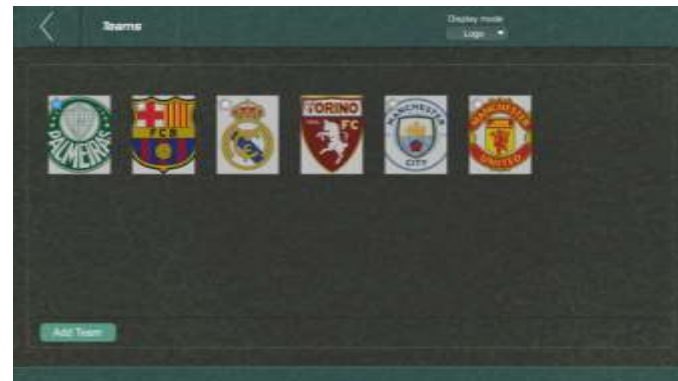 Teams
Display mode
Logo
PALMEIRAS
FCB
TORINO
FC
MANCHESTER
CITY
MANCHESTER
UNITED
Add Team